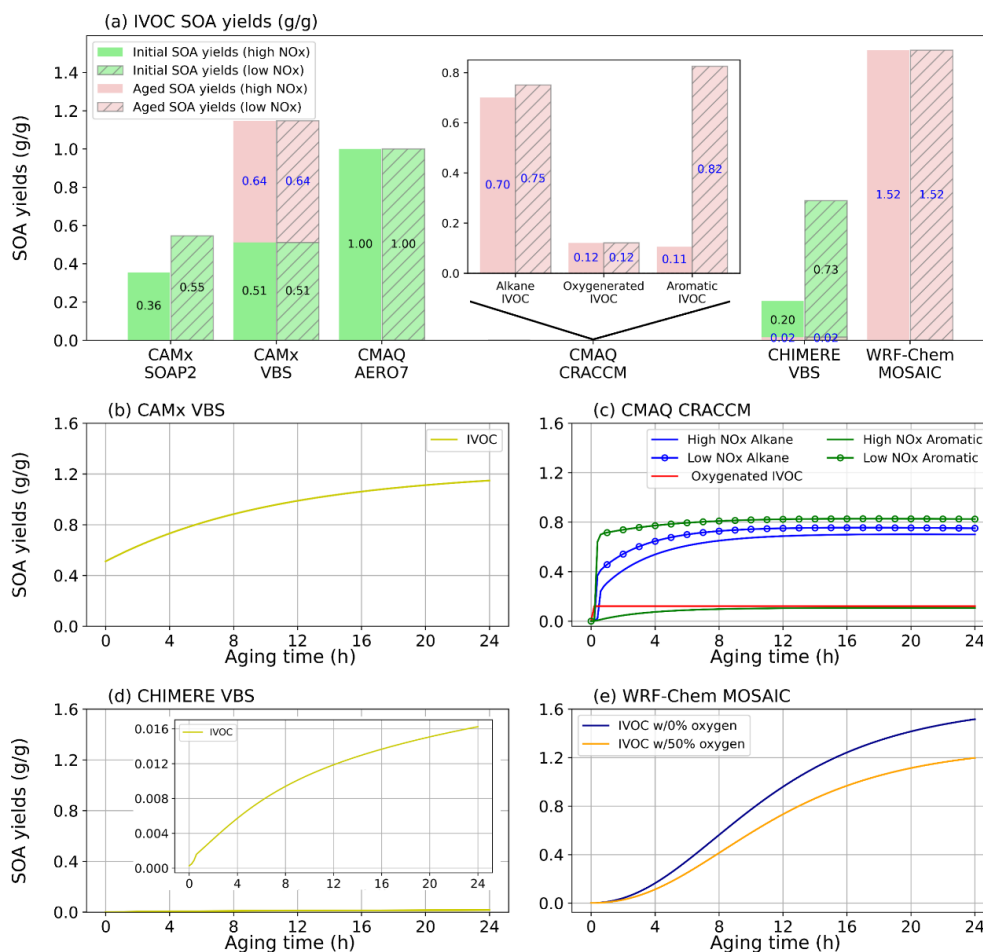 (a) IVOC SOA yields (g/g)
SOA yields (g/g)
1.4
1.2
1.0
0.8
0.6
0.4
0.2
0.0
Initial SOA yields (high NOx)
Initial SOA yields (low NOx)
Aged SOA yields (high NOx)
Aged SOA yields (low NOx)
0.36
0.55
0.64
0.64
0.51
0.51
1.00
1.00
0.8
0.6
0.4
0.2
0.0
0.70
0.75
0.12
0.12
0.11
0.82
Alkane
IVOC
Oxygenerated
IVOC
Aromatic
IVOC
0.20
0.73
0.02
0.02
1.52
1.52
CAMx
SOAP2
CAMx
VBS
CMAQ
AERO7
CMAQ
CRACCM
CHIMERE
VBS
WRF-Chem
MOSAIC
(b) CAMx VBS
SOA yields (g/g)
1.6
1.2
0.8
0.4
0.0
IVOC
0 4 8 12 16 20 24
Aging time (h)
(c) CMAQ CRACCM
1.6
1.2
0.8
0.4
0.0
High NOx Alkane
Low NOx Alkane
Oxygenated IVOC
High NOx Aromatic
Low NOx Aromatic
0 4 8 12 16 20 24
Aging time (h)
(d) CHIMERE VBS
SOA yields (g/g)
1.6
1.2
0.8
0.4
0.0
0.016
0.012
0.008
0.004
0.000
IVOC
0 4 8 12 16 20 24
0 4 8 12 16 20 24
Aging time (h)
(e) WRF-Chem MOSAIC
1.6
1.2
0.8
0.4
0.0
IVOC w/0% oxygen
IVOC w/50% oxygen
0 4 8 12 16 20 24
Aging time (h)